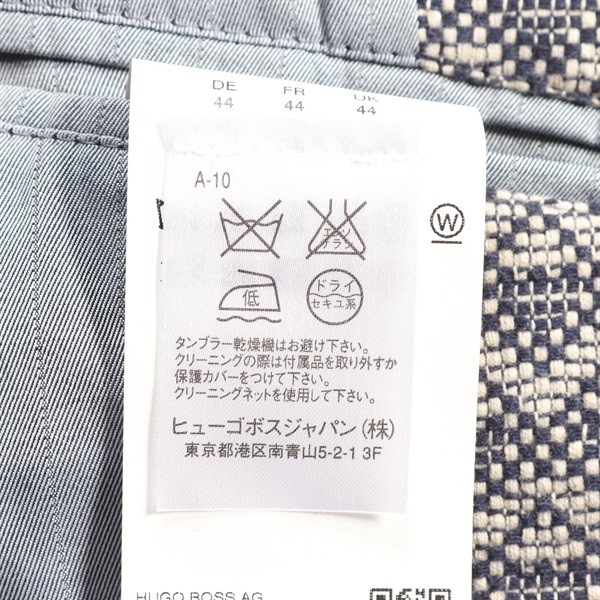 DE FR UK
44 44 44
A-10
エンソ
サラシ
W
低
ドライ
セキユ系
タンブラー乾燥機はお避け下さい。
クリーニングの際は付属品を取り外すか
保護カバーをつけて下さい。
クリーニングネットを使用して下さい。
ヒューゴボスジャパン(株)
東京都港区南青山5-2-1 3F
HUGO BOSS AG